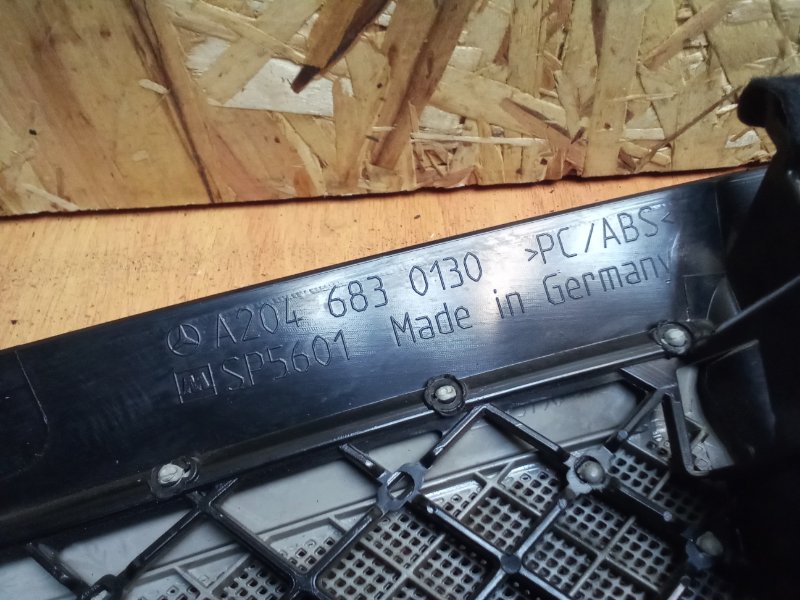 A204 683 0130 >PC/ABS<
SP5601 Made in Germany